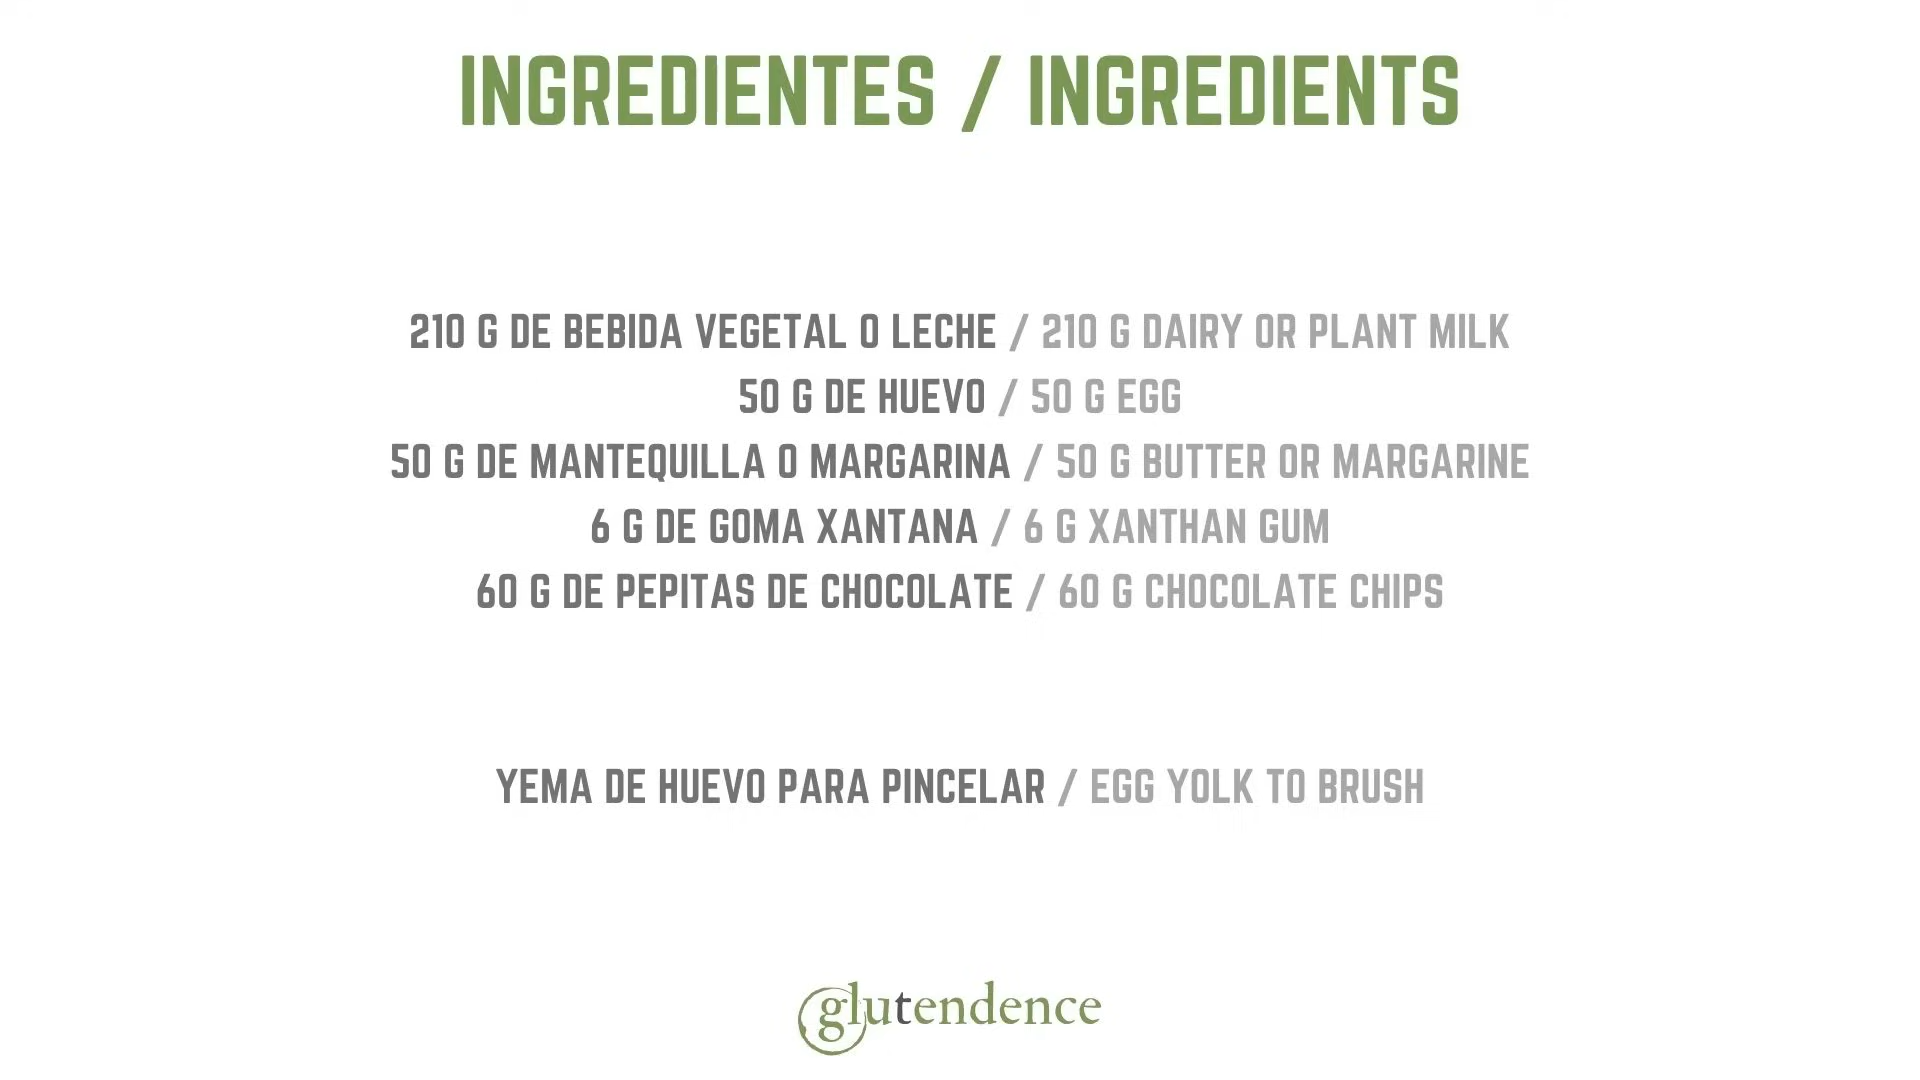 INGREDIENTES / INGREDIENTS
210 G DE BEBIDA VEGETAL O LECHE / 210 G DAIRY OR PLANT MILK
50 G DE HUEVO / 50 G EGG
50 G DE MANTEQUILLA O MARGARINA / 50 G BUTTER OR MARGARINE
6 G DE GOMA XANTANA / 6 G XANTHAN GUM
60 G DE PEPITAS DE CHOCOLATE / 60 G CHOCOLATE CHIPS
YEMA DE HUEVO PARA PINCELAR / EGG YOLK TO BRUSH
glutendence